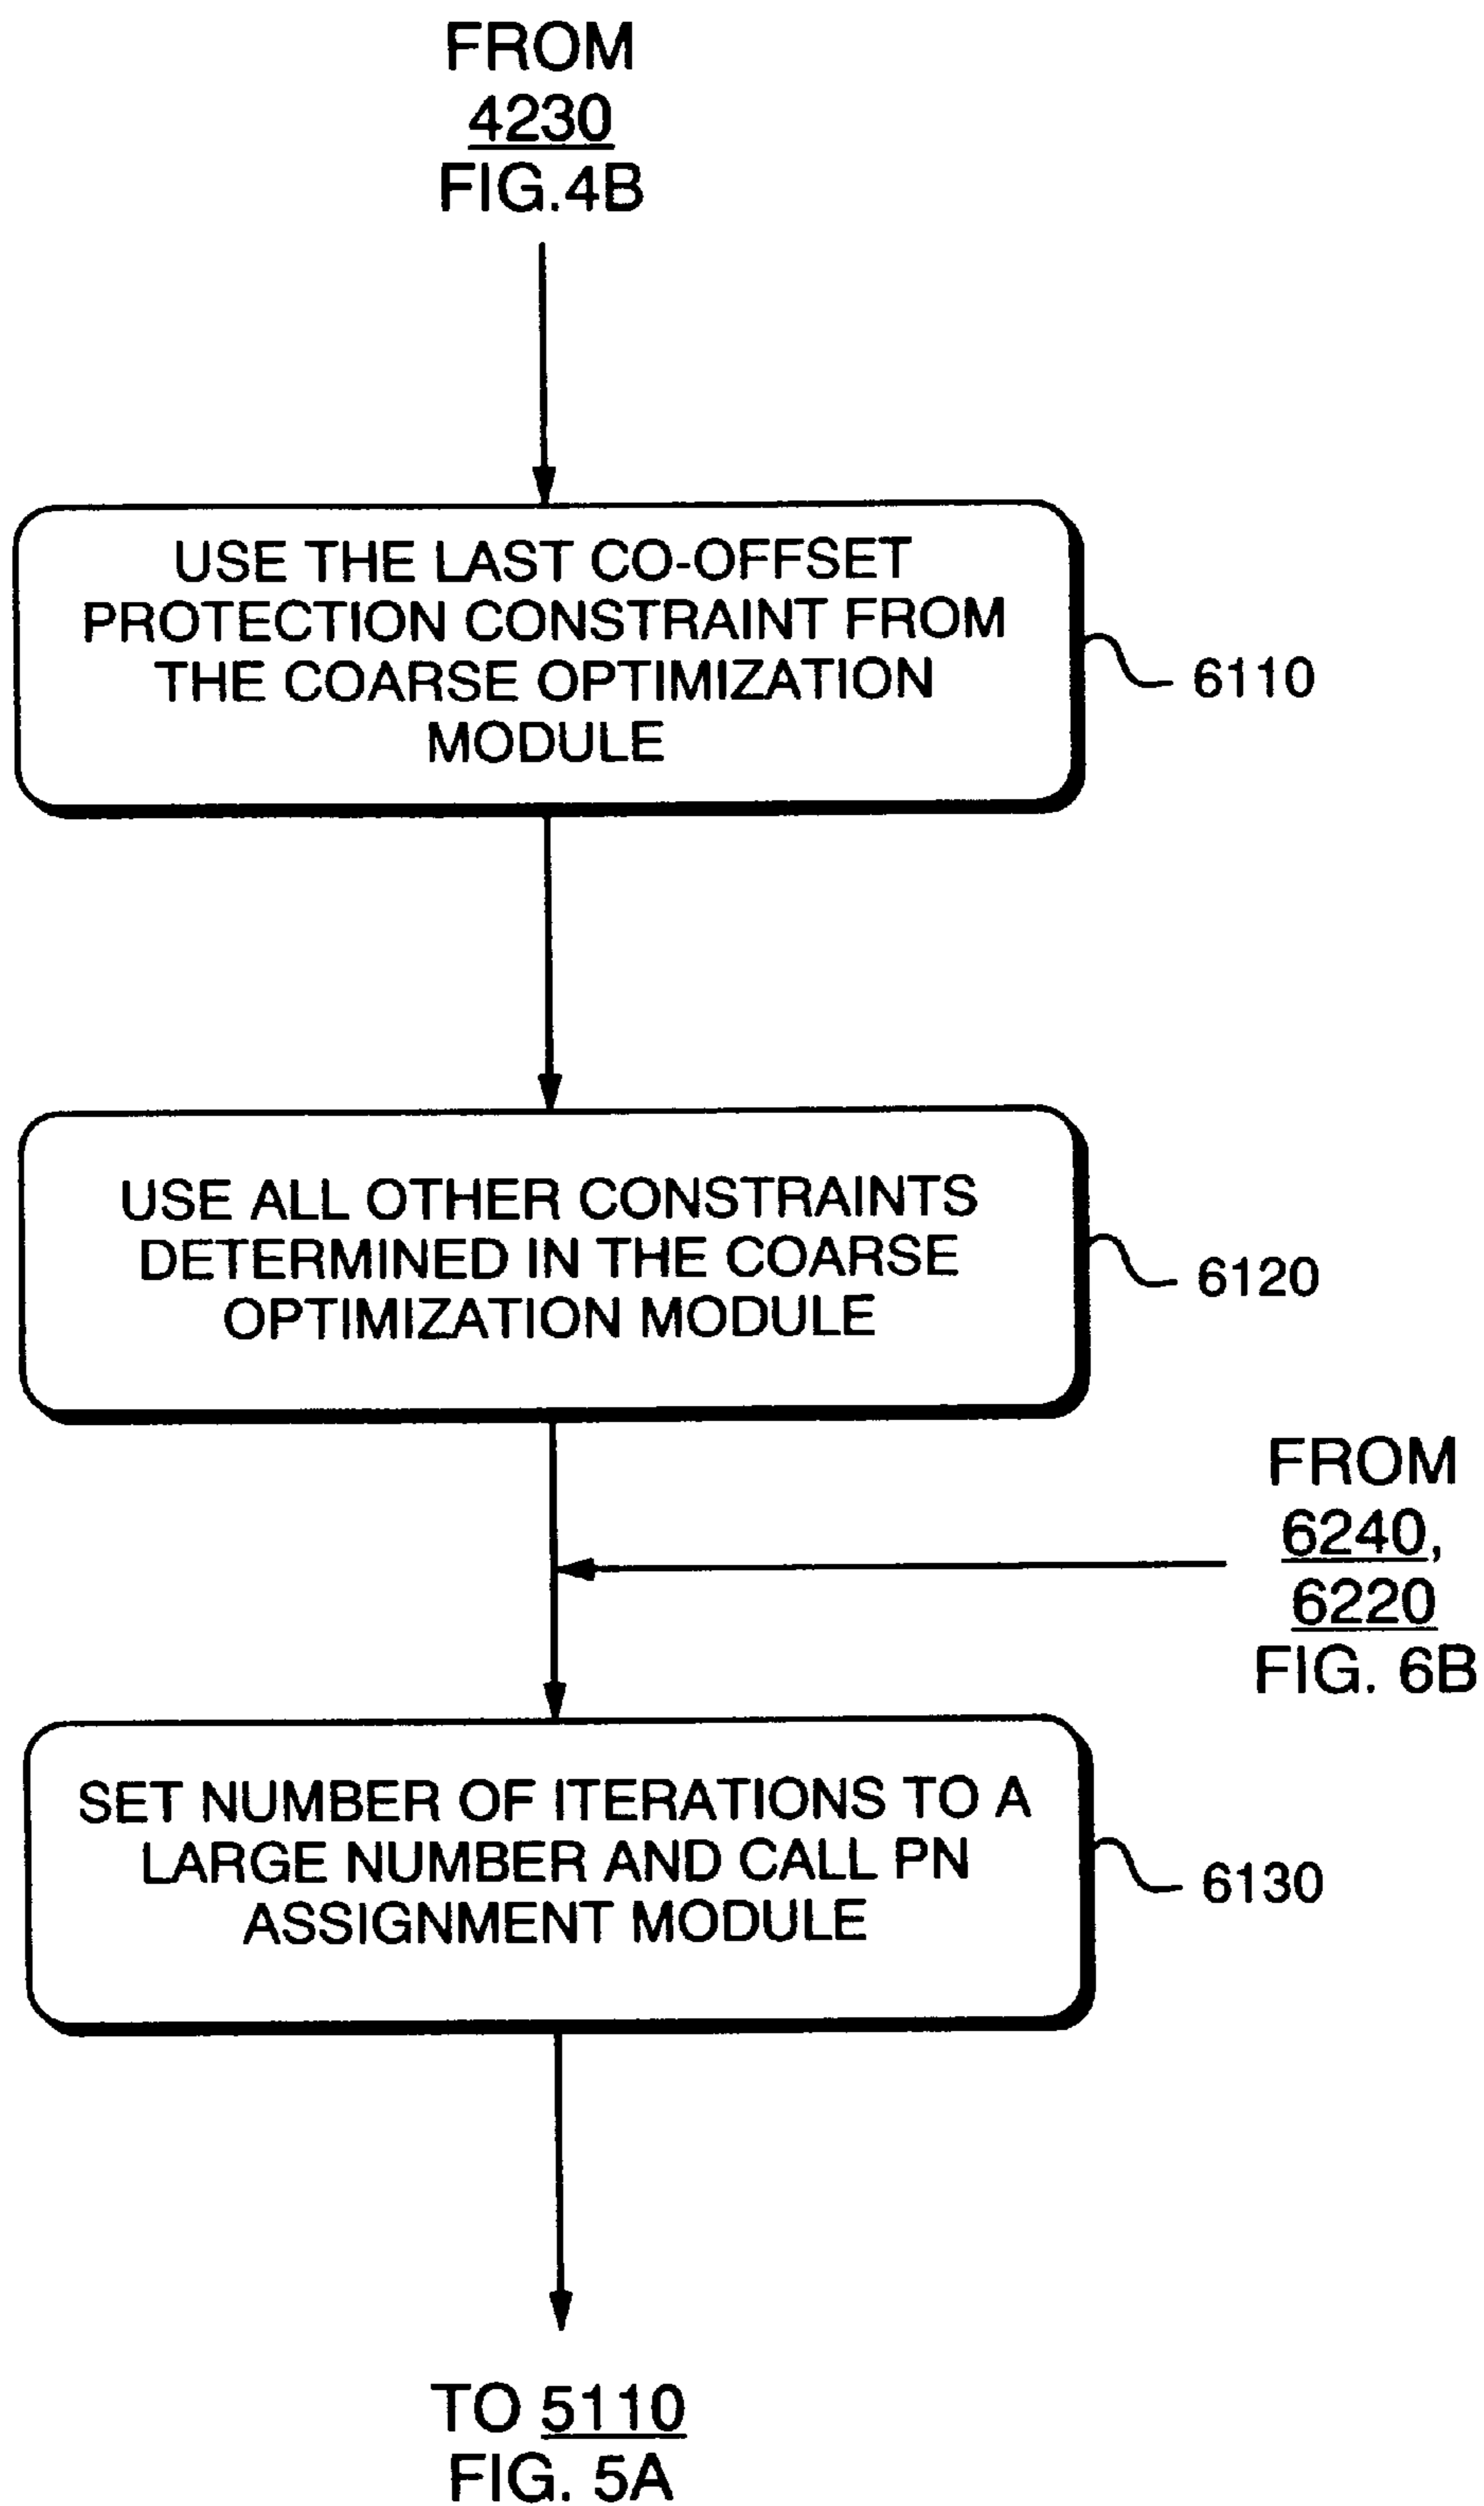 FROM
4230
FIG.4B
USE THE LAST CO-OFFSET
PROTECTION CONSTRAINT FROM
THE COARSE OPTIMIZATION
MODULE
6110
USE ALL OTHER CONSTRAINTS
DETERMINED IN THE COARSE
OPTIMIZATION MODULE
6120
FROM
6240,
6220
FIG. 6B
SET NUMBER OF ITERATIONS TO A
LARGE NUMBER AND CALL PN
ASSIGNMENT MODULE
6130
TO 5110
FIG. 5A